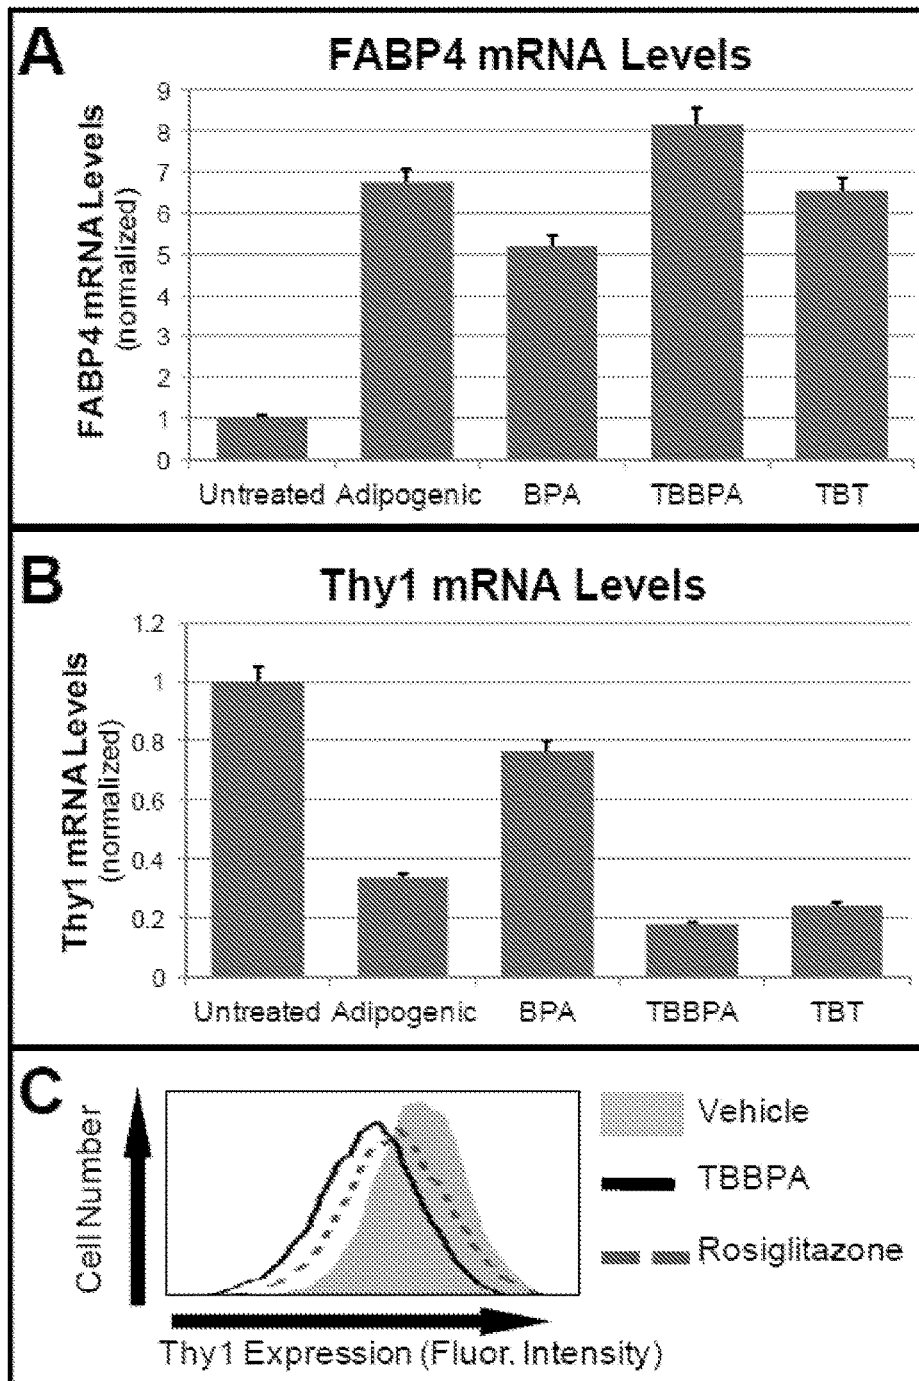 A
FABP4 mRNA Levels
FABP4 mRNA Levels
(normalized)
9
8
7
6
5
4
3
2
1
0
Untreated Adipogenic BPA TBBPA TBT
B
Thy1 mRNA Levels
Thy1 mRNA Levels
(normalized)
1.2
1
0.8
0.6
0.4
0.2
0
Untreated Adipogenic BPA TBBPA TBT
C
Cell Number
Vehicle
TBBPA
Rosiglitazone
Thy1 Expression (Fluor. Intensity)